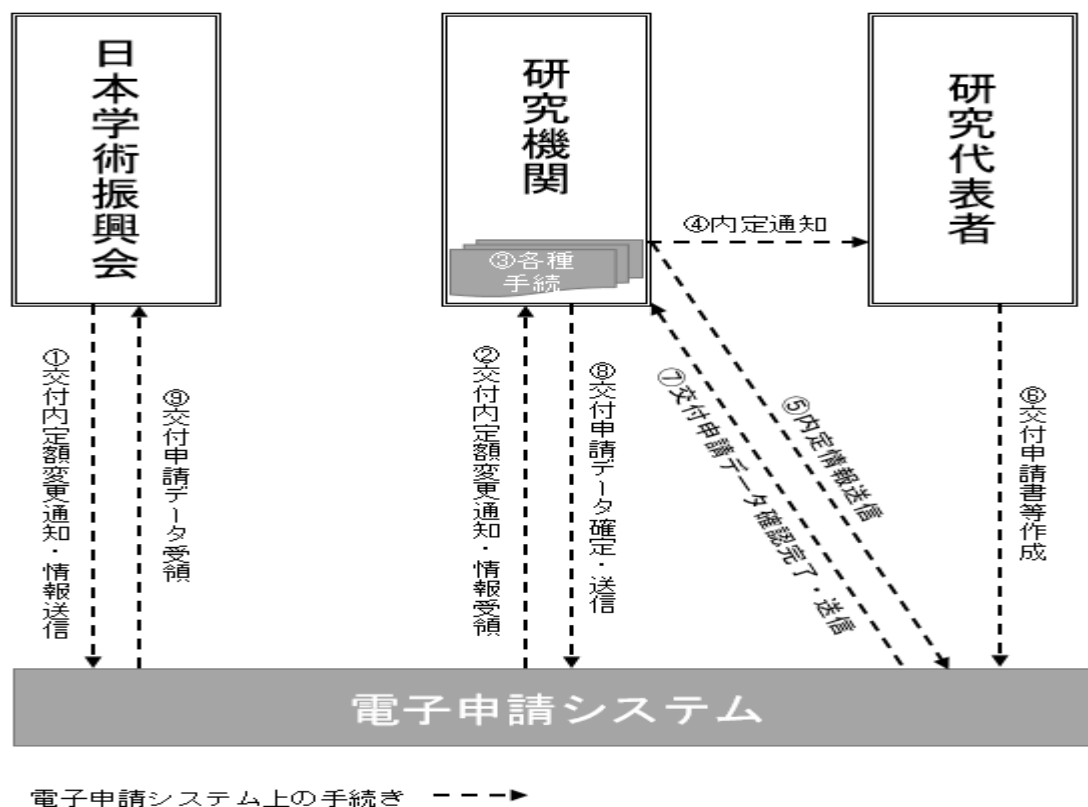 日本学術振興会
研究機関
研究代表者
③各種
手続
④内定通知
①交付内定額変更通知・情報送信
⑨交付申請データ受領
②交付内定額変更通知・情報受領
⑧交付申請データ確定・送信
⑦交付申請データ確認完了・送信
⑤内定情報送信
⑥交付申請書等作成
電子申請システム
電子申請システム上の手続き